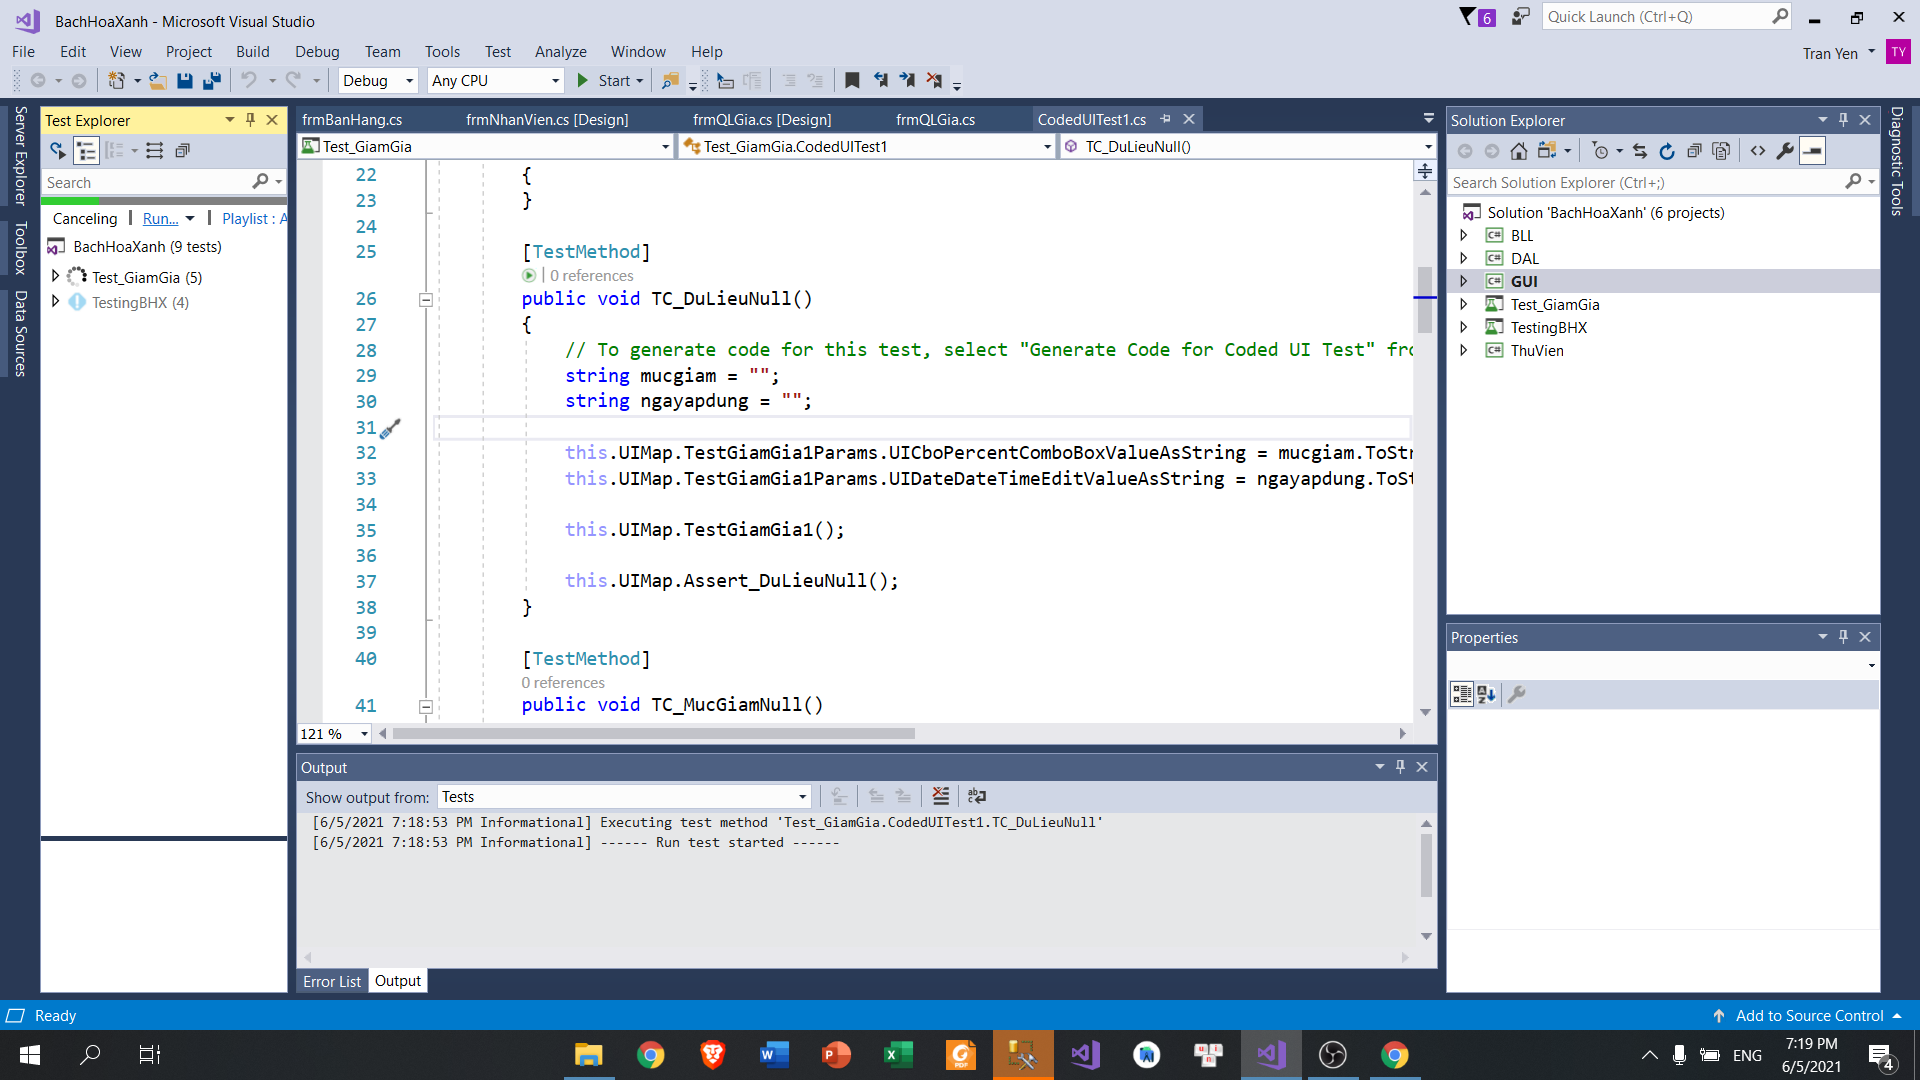 BachHoaXanh - Microsoft Visual Studio
6
Quick Launch (Ctrl+Q)
File Edit View Project Build Debug Team Tools Test Analyze Window Help
Tran Yen
TY
Debug
Any CPU
Start
Server Explorer
Toolbox
Data Sources
Test Explorer
Search
Canceling | Run... | Playlist : A
BachHoaXanh (9 tests)
Test_GiamGia (5)
TestingBHX (4)
frmBanHang.cs
frmNhanVien.cs [Design]
frmQLGia.cs [Design]
frmQLGia.cs
CodedUITest1.cs
Test_GiamGia
Test_GiamGia.CodedUITest1
TC_DuLieuNull()
22 {
23 }
24
25 [TestMethod]
| 0 references
26 public void TC_DuLieuNull()
27 {
28 // To generate code for this test, select "Generate Code for Coded UI Test" fro
29 string mucgiam = "";
30 string ngayapdung = "";
31
32 this.UIMap.TestGiamGia1Params.UICboPercentComboBoxValueAsString = mucgiam.ToStr
33 this.UIMap.TestGiamGia1Params.UIDateDateTimeEditValueAsString = ngayapdung.ToSt
34
35 this.UIMap.TestGiamGia1();
36
37 this.UIMap.Assert_DuLieuNull();
38 }
39
40 [TestMethod]
0 references
41 public void TC_MucGiamNull()
121 %
Output
Show output from: Tests
[6/5/2021 7:18:53 PM Informational] Executing test method 'Test_GiamGia.CodedUITest1.TC_DuLieuNull'
[6/5/2021 7:18:53 PM Informational] ------ Run test started ------
Error List
Output
Solution Explorer
Search Solution Explorer (Ctrl+;)
Solution 'BachHoaXanh' (6 projects)
C# BLL
C# DAL
C# GUI
Test_GiamGia
TestingBHX
C# ThuVien
Properties
Diagnostic Tools
Ready
Add to Source Control
ENG
7:19 PM
6/5/2021
4